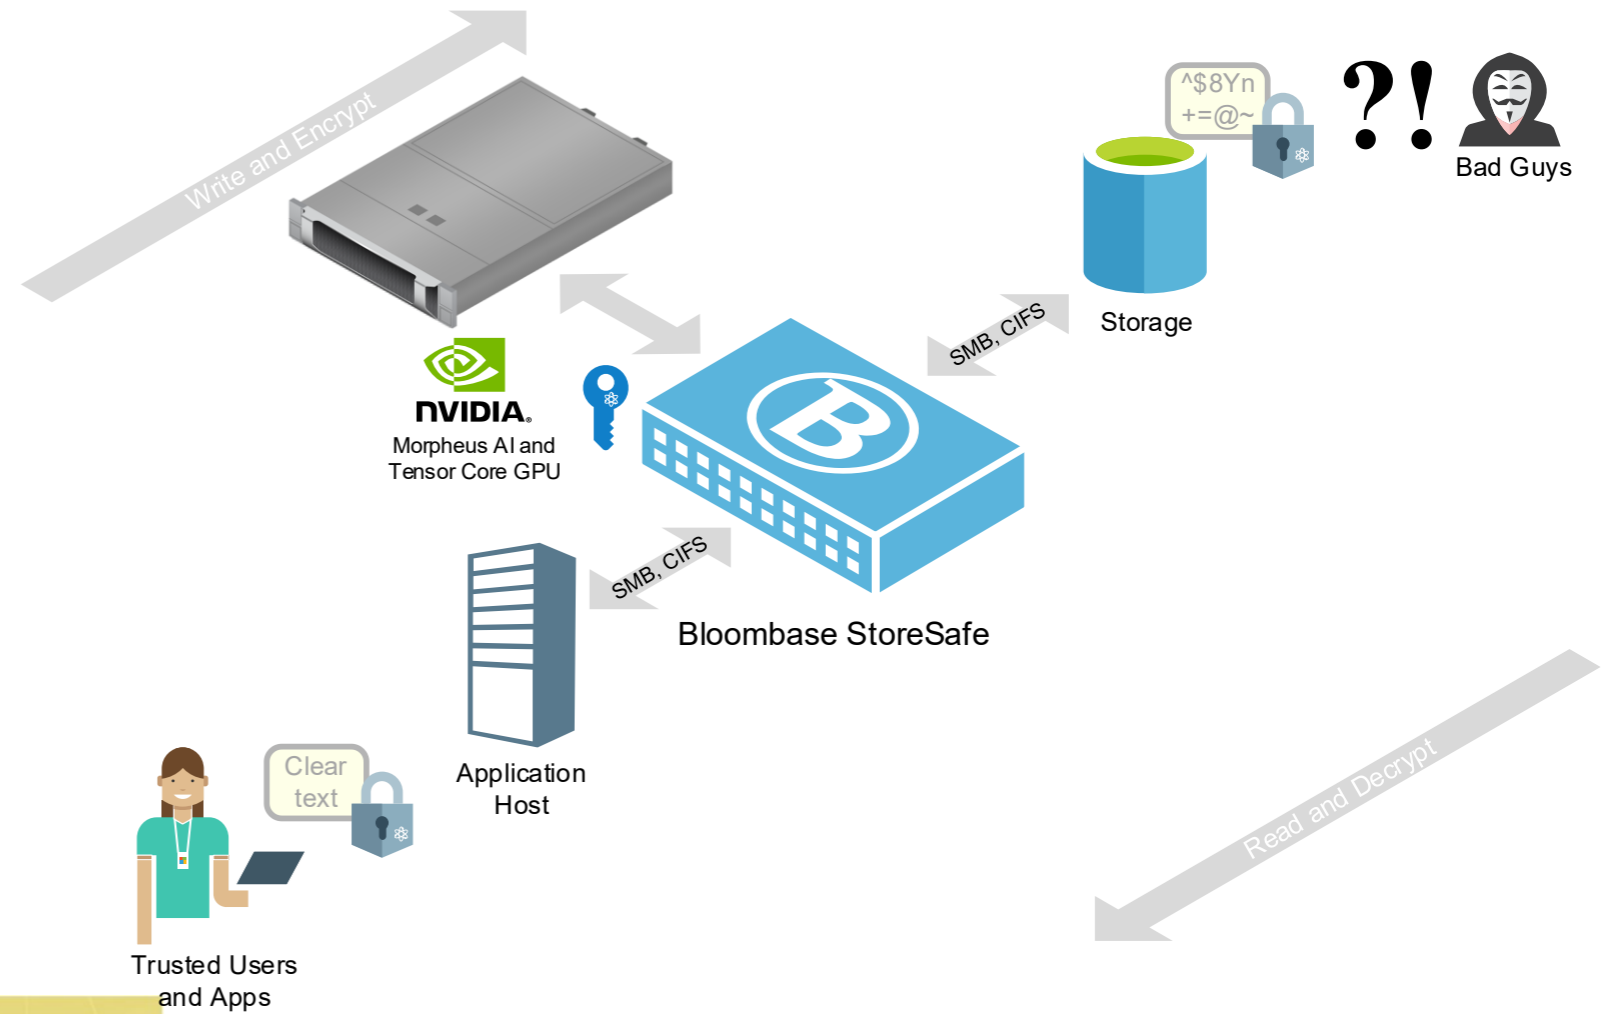 Write and Encrypt
^$8Yn
+=@~
?!
Bad Guys
Storage
SMB, CIFS
nVIDIA.
Morpheus AI and
Tensor Core GPU
B
SMB, CIFS
Bloombase StoreSafe
Application
Host
Clear
text
Read and Decrypt
Trusted Users
and Apps